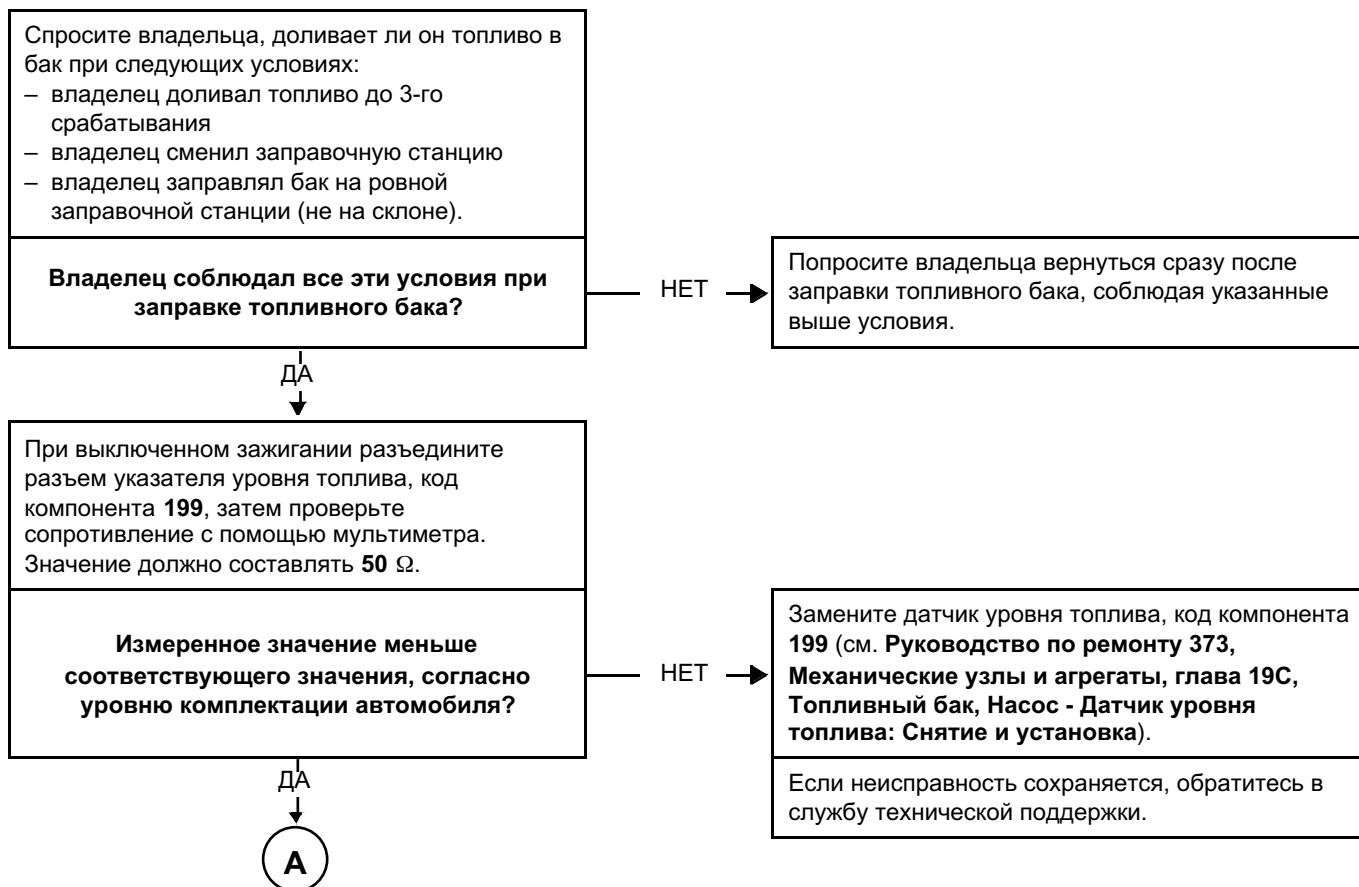 Спросите владельца, доливает ли он топливо в
бак при следующих условиях:
– владелец доливал топливо до 3-го
срабатывания
– владелец сменил заправочную станцию
– владелец заправлял бак на ровной
заправочной станции (не на склоне).
Владелец соблюдал все эти условия при
заправке топливного бака?
НЕТ
Попросите владельца вернуться сразу после
заправки топливного бака, соблюдая указанные
выше условия.
ДА
При выключенном зажигании разъедините
разъем указателя уровня топлива, код
компонента 199, затем проверьте
сопротивление с помощью мультиметра.
Значение должно составлять 50 Ω.
Измеренное значение меньше
соответствующего значения, согласно
уровню комплектации автомобиля?
НЕТ
Замените датчик уровня топлива, код компонента
199 (см. Руководство по ремонту 373,
Механические узлы и агрегаты, глава 19C,
Топливный бак, Насос - Датчик уровня
топлива: Снятие и установка).
Если неисправность сохраняется, обратитесь в
службу технической поддержки.
ДА
A